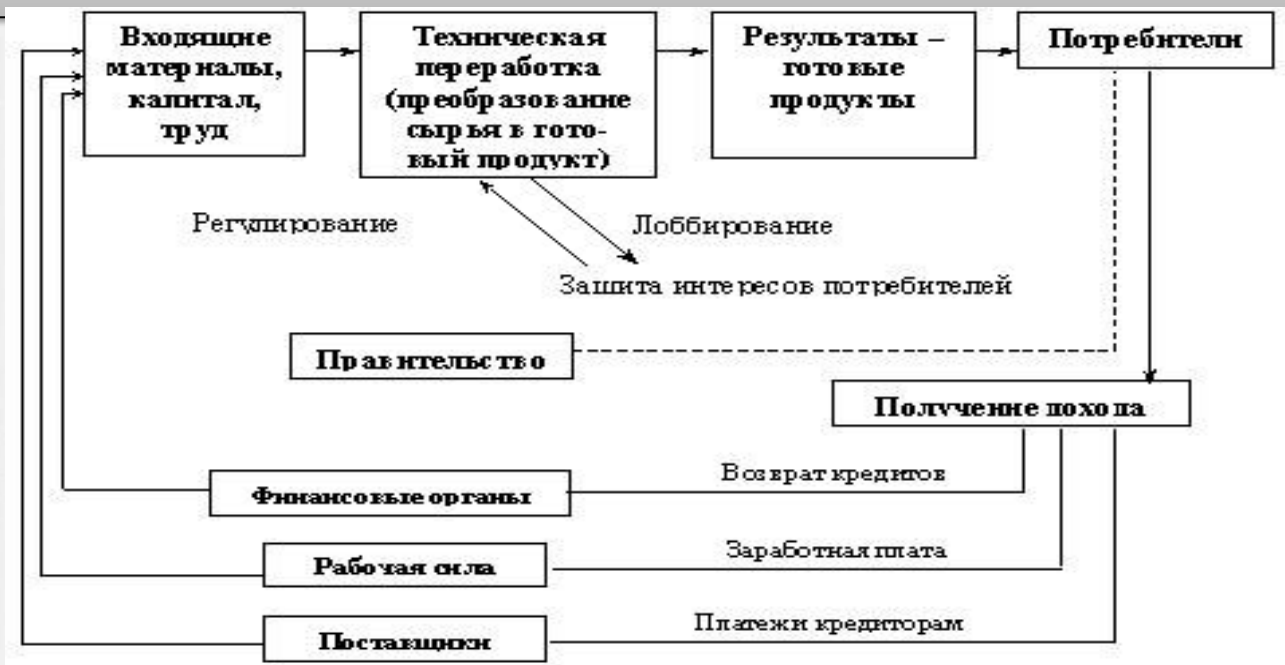 Входящие
материалы,
капитал,
труд
Техническая
переработка
(преобразование
сырья в гото-
вый продукт)
Результаты –
готовые
продукты
Потребители
Регулирование
Лоббирование
Защита интересов потребителей
Правительство
Получение дохода
Финансовые органы
Возврат кредитов
Рабочая сила
Заработная плата
Поставщики
Платежи кредиторам